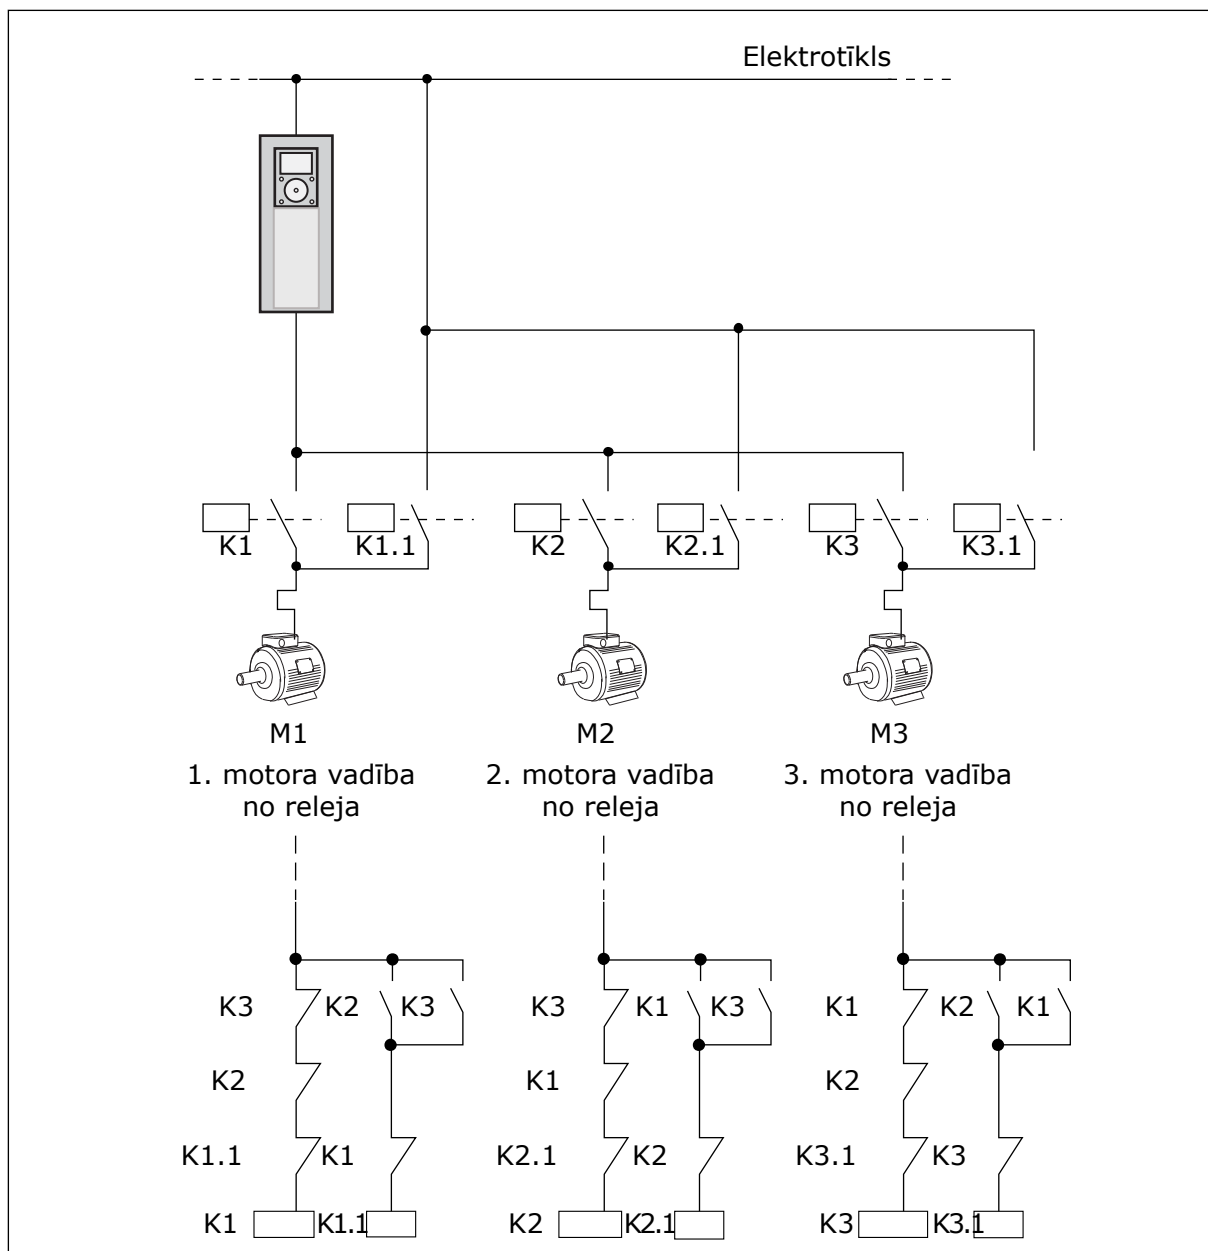 Elektrotīkls
K1 K1.1 K2 K2.1 K3 K3.1
M1 M2 M3
1. motora vadība 2. motora vadība 3. motora vadība
no releja no releja no releja
K3 K2 K3 K3 K1 K3 K1 K2 K1
K2 K1 K2
K1.1 K1 K2.1 K2 K3.1 K3
K1 K1.1 K2 K2.1 K3 K3.1